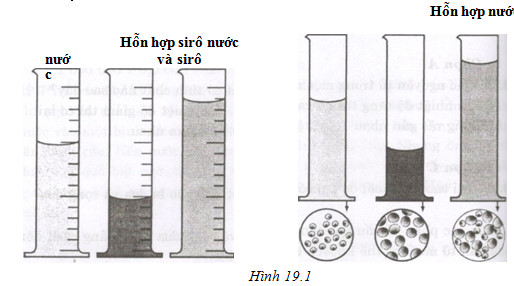 nướ
c
Hỗn hợp sirô nước
và sirô
Hỗn hợp nướ
Hình 19.1